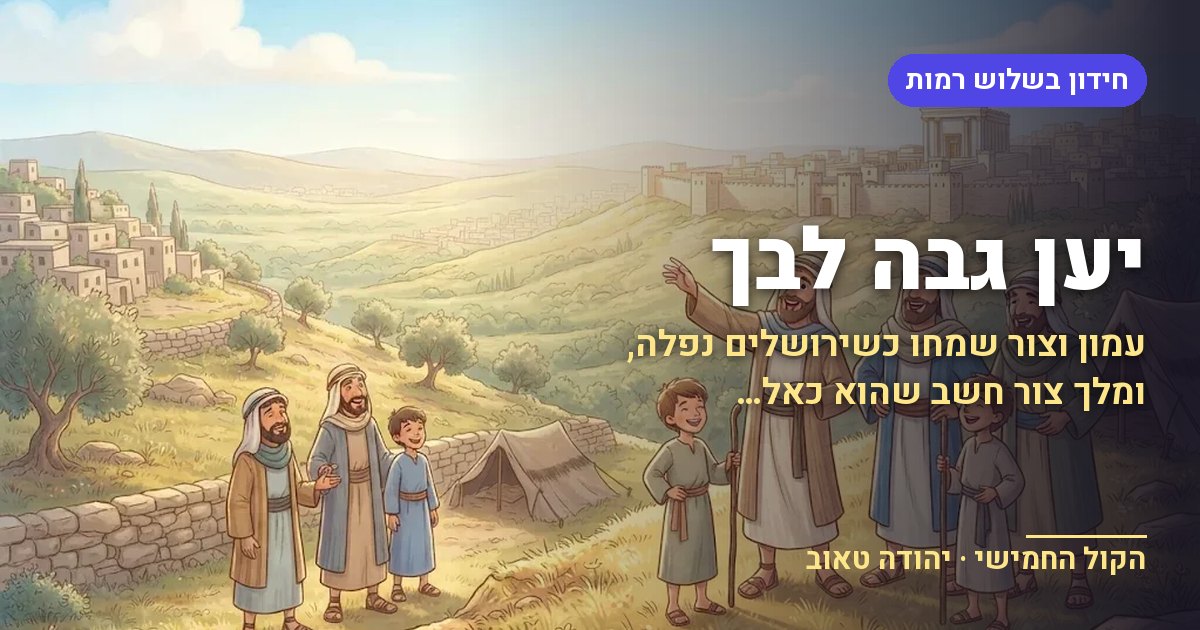 חידון בשלוש רמות
יען גבה לבך
עמון וצור שמחו כשירושלים נפלה,
ומלך צור חשב שהוא כאל...
הקול החמישי · יהודה טאוב